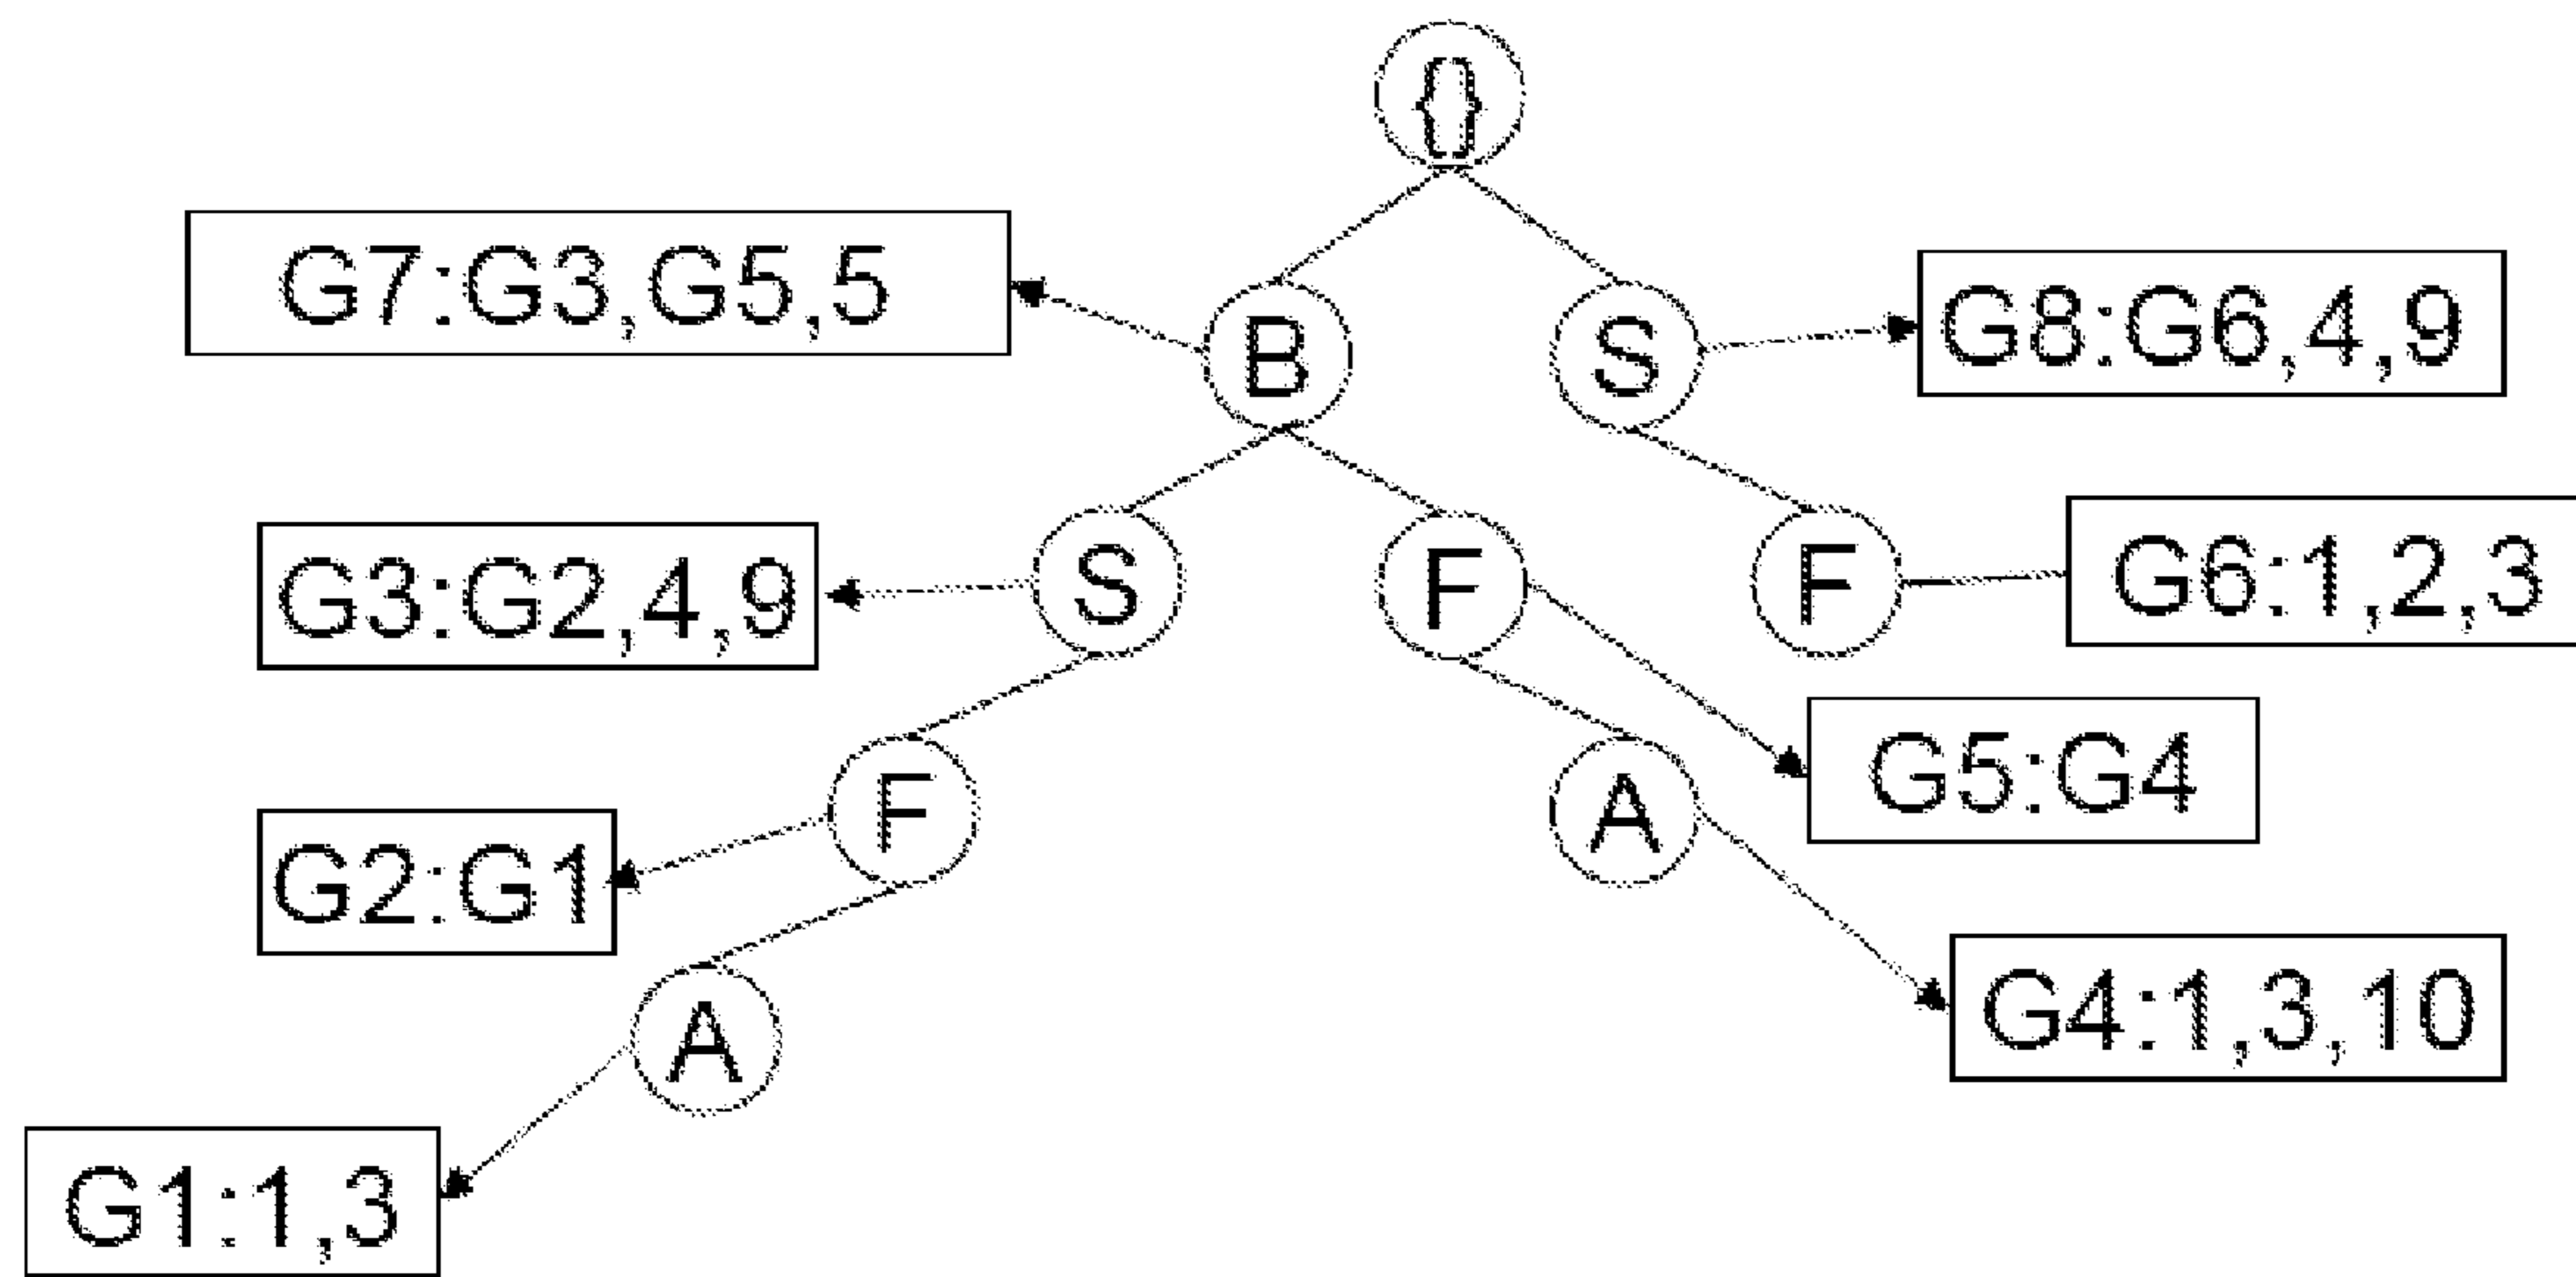 {}
G7:G3,G5,5
B
S
G8:G6,4,9
G3:G2,4,9
S
F
F
G6:1,2,3
G2:G1
F
A
G5:G4
A
G4:1,3,10
G1:1,3